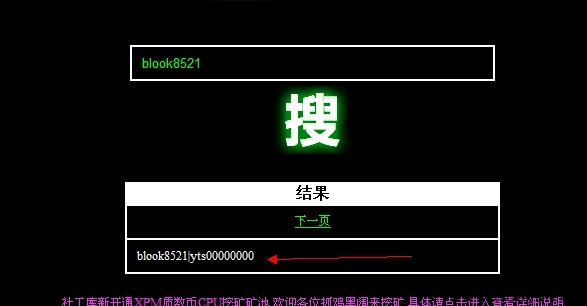 blook8521
搜
结果
下一页
blook8521|yts00000000
社工库新开通XPM质数币CPU挖矿矿池,欢迎各位抓鸡黑阔来挖矿,具体请点击进入查看详细说明